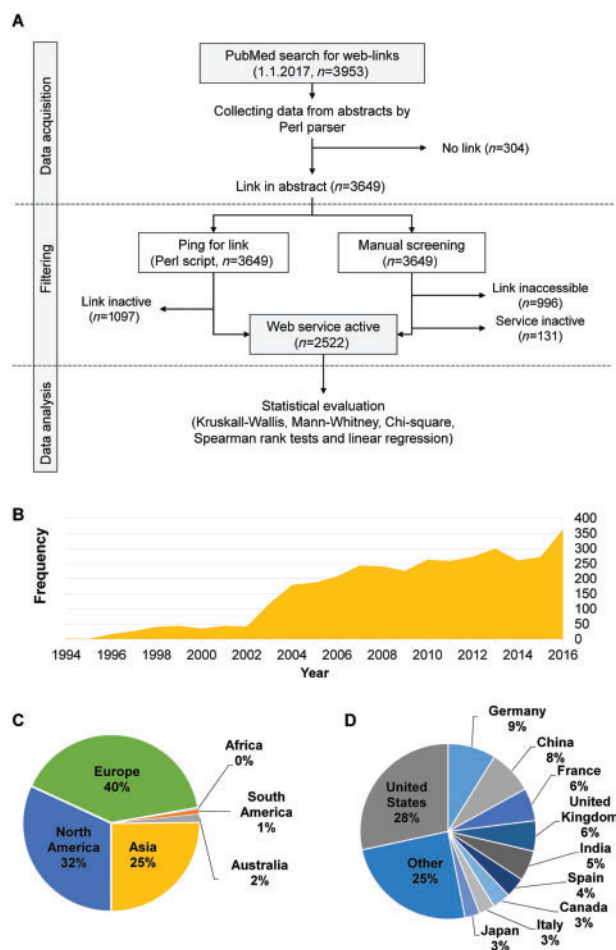 A
Data acquisition
PubMed search for web-links
(1.1.2017, n=3953)
Collecting data from abstracts by
Perl parser
No link (n=304)
Link in abstract (n=3649)
Filtering
Ping for link
(Perl script, n=3649)
Manual screening
(n=3649)
Link inactive
(n=1097)
Link inaccessible
(n=996)
Web service active
(n=2522)
Service inactive
(n=131)
Data analysis
Statistical evaluation
(Kruskall-Wallis, Mann-Whitney, Chi-square,
Spearman rank tests and linear regression)
B
Frequency
400
350
300
250
200
150
100
50
0
1994 1996 1998 2000 2002 2004 2006 2008 2010 2012 2014 2016
Year
C
Europe
40%
Africa
0%
South
America
1%
Australia
2%
Asia
25%
North
America
32%
D
Germany
9%
China
8%
France
6%
United
Kingdom
6%
India
5%
Spain
4%
Canada
3%
Italy
3%
Japan
3%
Other
25%
United
States
28%